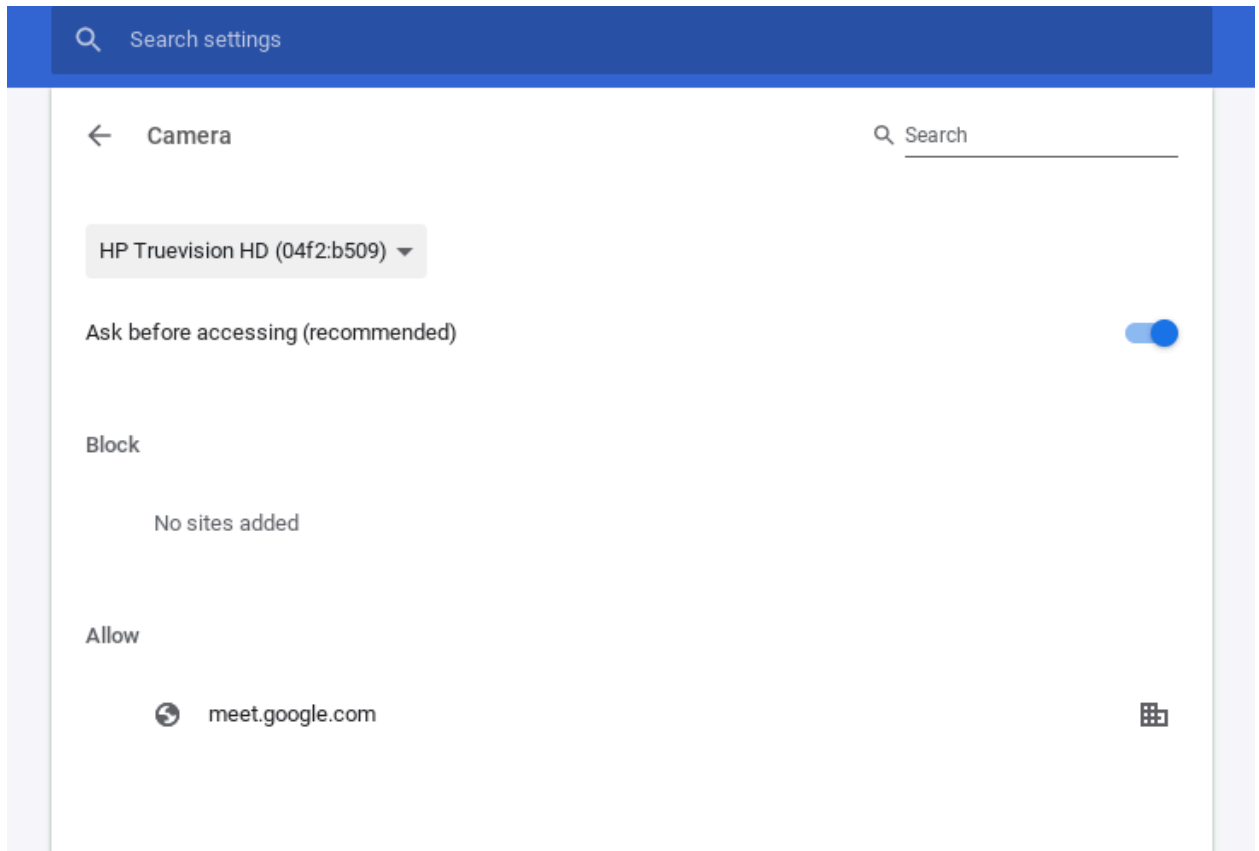 Search settings
Camera
Search
HP Truevision HD (04f2:b509)
Ask before accessing (recommended)
Block
No sites added
Allow
meet.google.com